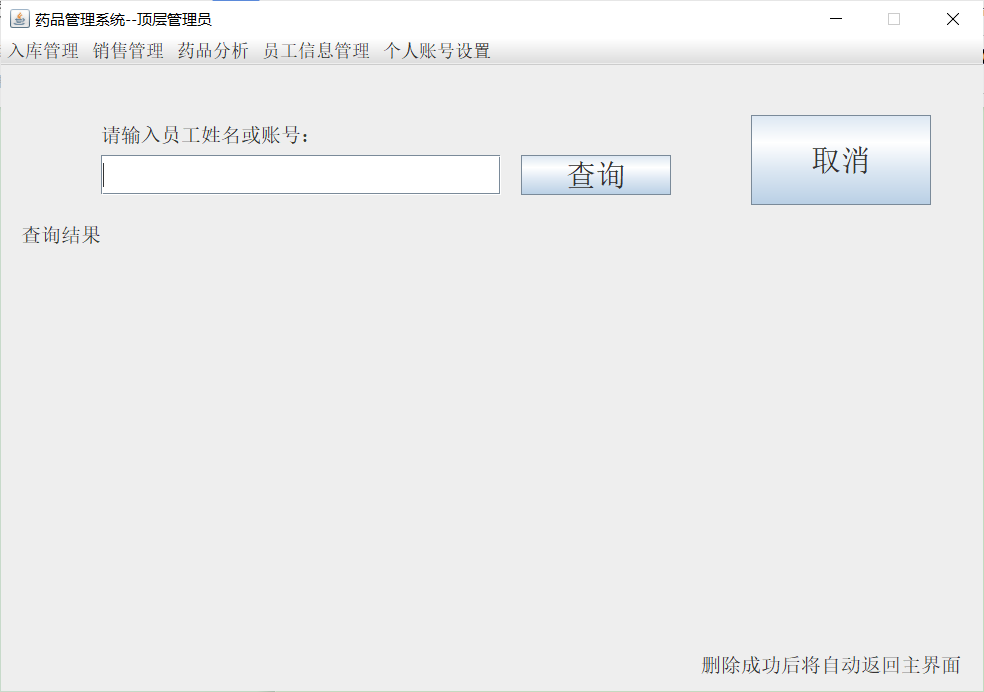 药品管理系统--顶层管理员
入库管理 销售管理 药品分析 员工信息管理 个人账号设置
请输入员工姓名或账号：
查询
取消
查询结果
删除成功后将自动返回主界面